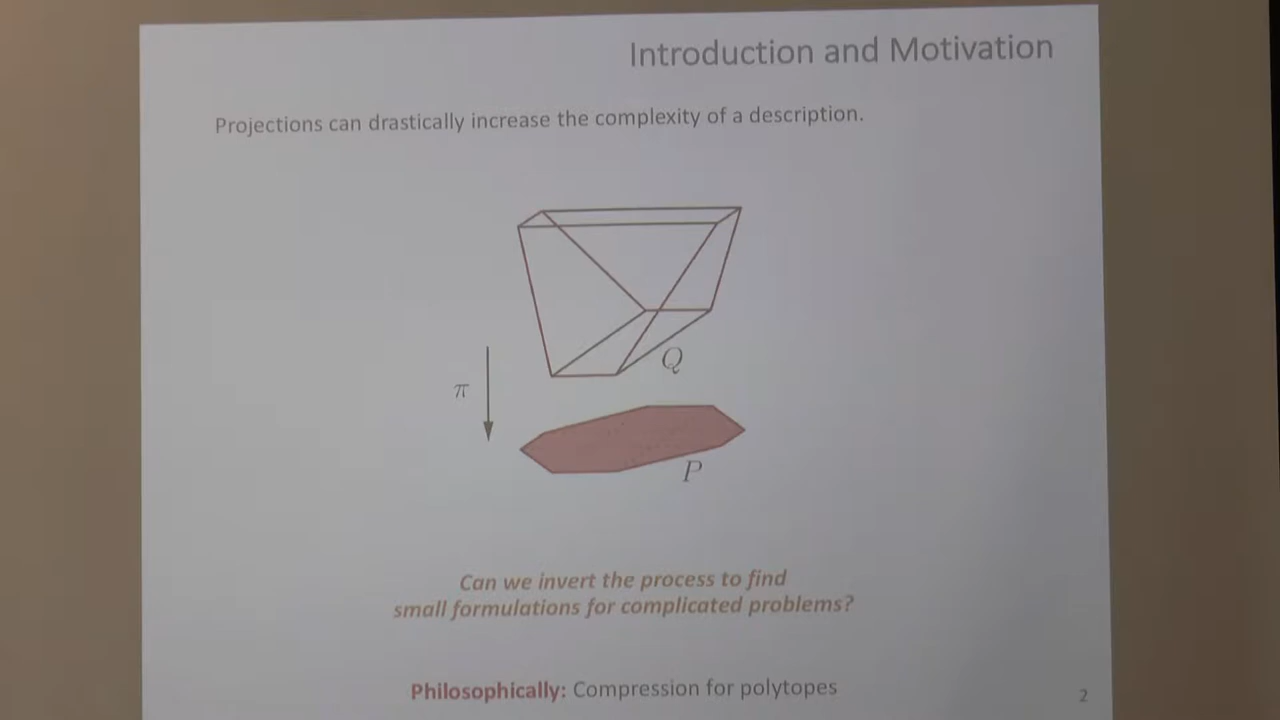 Introduction and Motivation
Projections can drastically increase the complexity of a description.
Q
π
P
Can we invert the process to find
small formulations for complicated problems?
Philosophically: Compression for polytopes
2